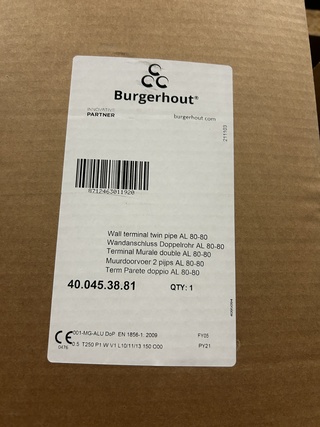 Burgerhout®
INNOVATIVE
PARTNER
burgerhout.com
211103
8712463011920
Wall terminal twin pipe AL 80-80
Wandanschluss Doppelrohr AL 80-80
Terminal Murale double AL 80-80
Muurdoorvoer 2 pijps AL 80-80
Term Parete doppio AL 80-80
40.045.38.81
QTY: 1
CE 001-MG-ALU DoP EN 1856-1: 2009
T250 P1 W V1 L10/11/13 150 O00
FY05
PY21